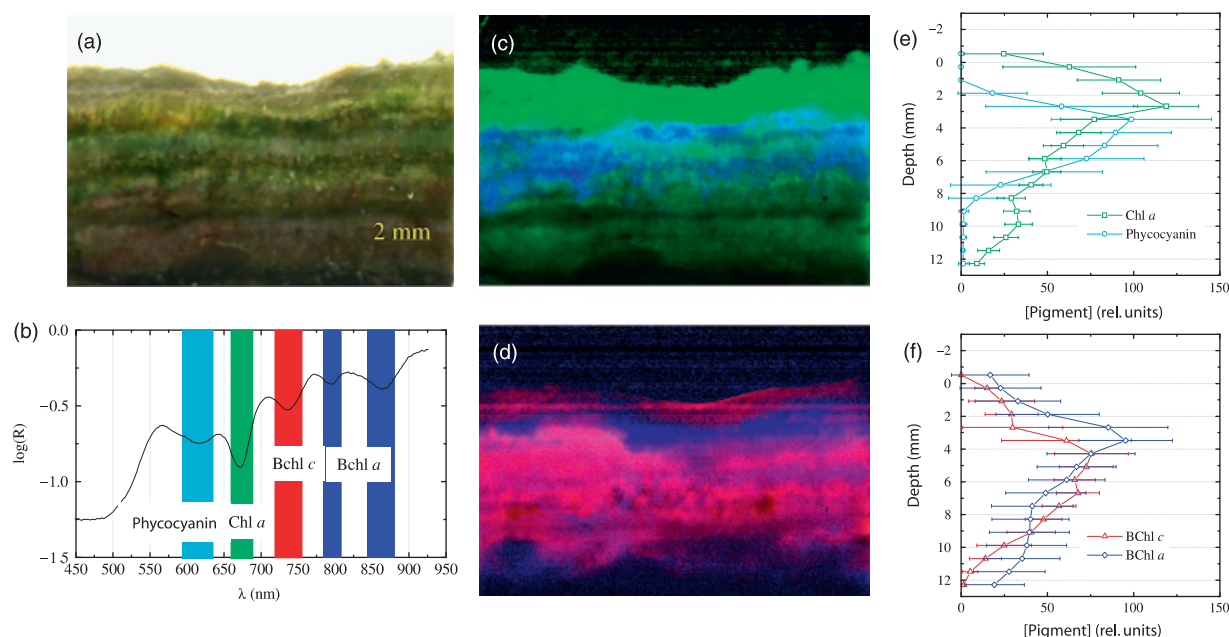 (a)
2 mm
(b)
0.0
−0.5
−1.0
−1.5
log(R)
Bchl c
Bchl a
Phycocyanin
Chl a
450 500 550 600 650 700 750 800 850 900 950
λ (nm)
(c)
(d)
(e)
−2
0
2
4
6
8
10
12
Depth (mm)
Chl a
Phycocyanin
0 50 100 150
[Pigment] (rel. units)
(f)
−2
0
2
4
6
8
10
12
Depth (mm)
BChl c
BChl a
0 50 100 150
[Pigment] (rel. units)